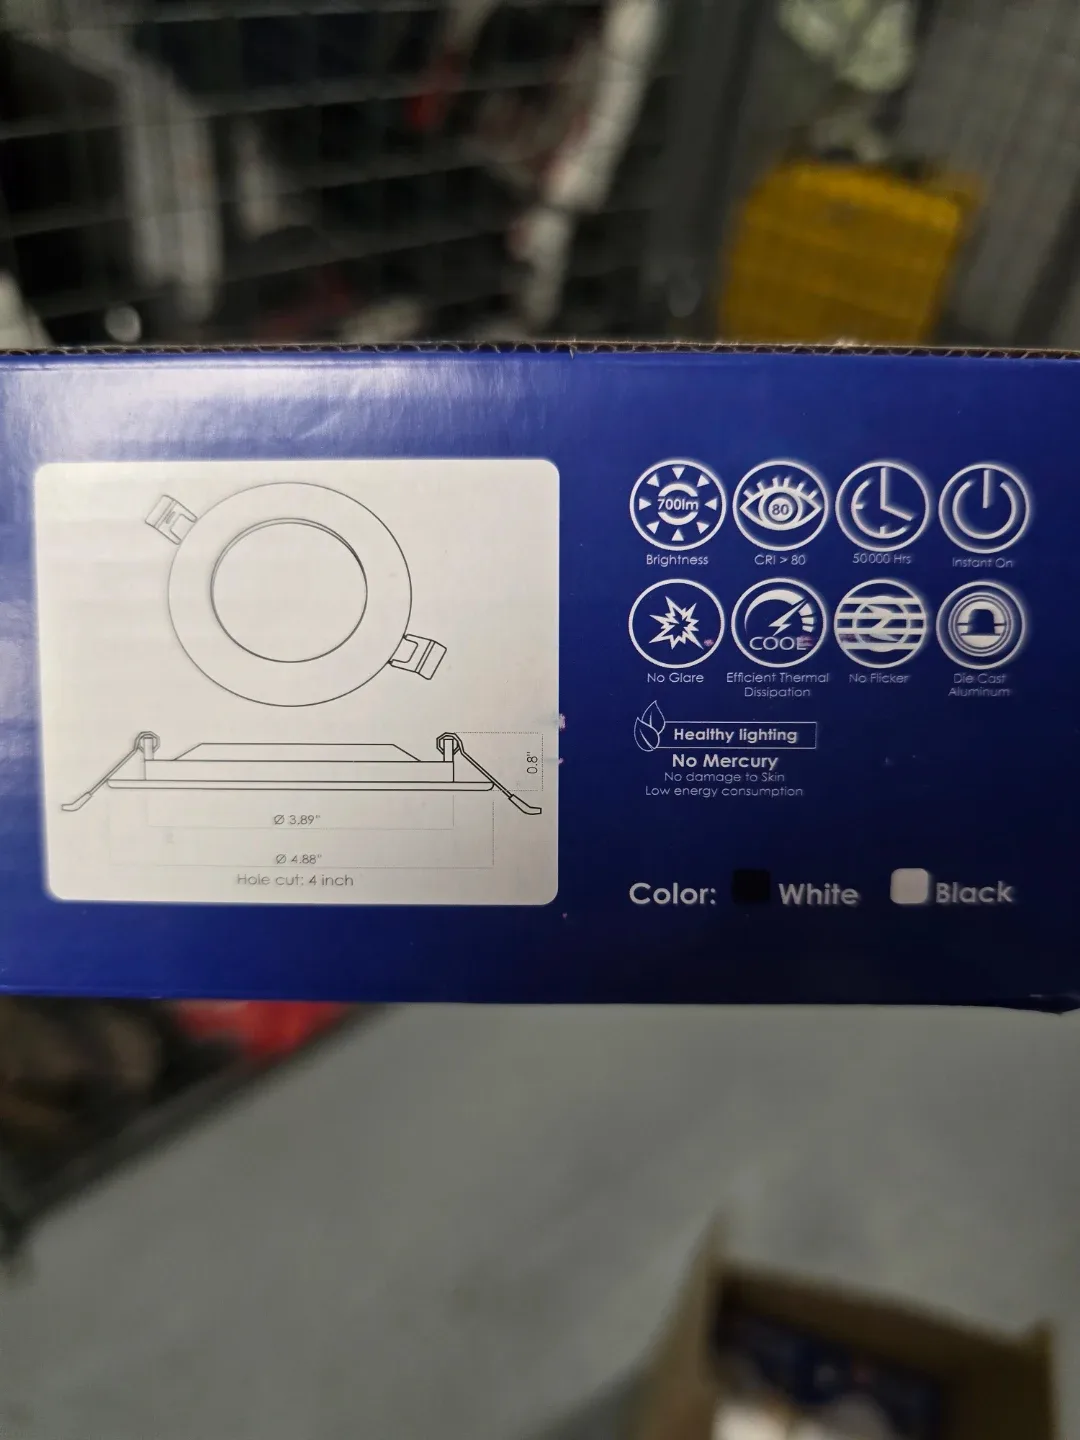 0.8"
Ø 3.89"
Ø 4.88"
Hole cut: 4 inch
700lm
Brightness
80
CRI > 80
50000 Hrs
Instant On
No Glare
COOL
Efficient Thermal
Dissipation
No Flicker
Die Cast
Aluminum
Healthy lighting
No Mercury
No damage to Skin
Low energy consumption
Color: White Black